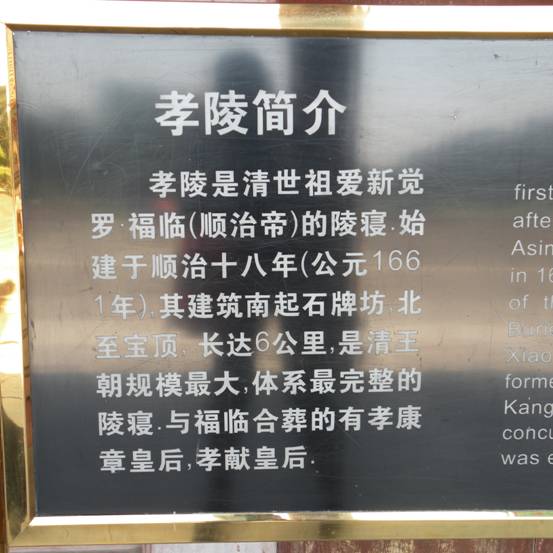 孝陵简介
孝陵是清世祖爱新觉
罗·福临(顺治帝)的陵寝.始
建于顺治十八年(公元166
1年),其建筑南起石牌坊,北
至宝顶, 长达6公里,是清王
朝规模最大,体系最完整的
陵寝.与福临合葬的有孝康
章皇后,孝献皇后.
first
afte
Asin
in 16
of t
Buri
Xiao
forme
Kang
concu
was e